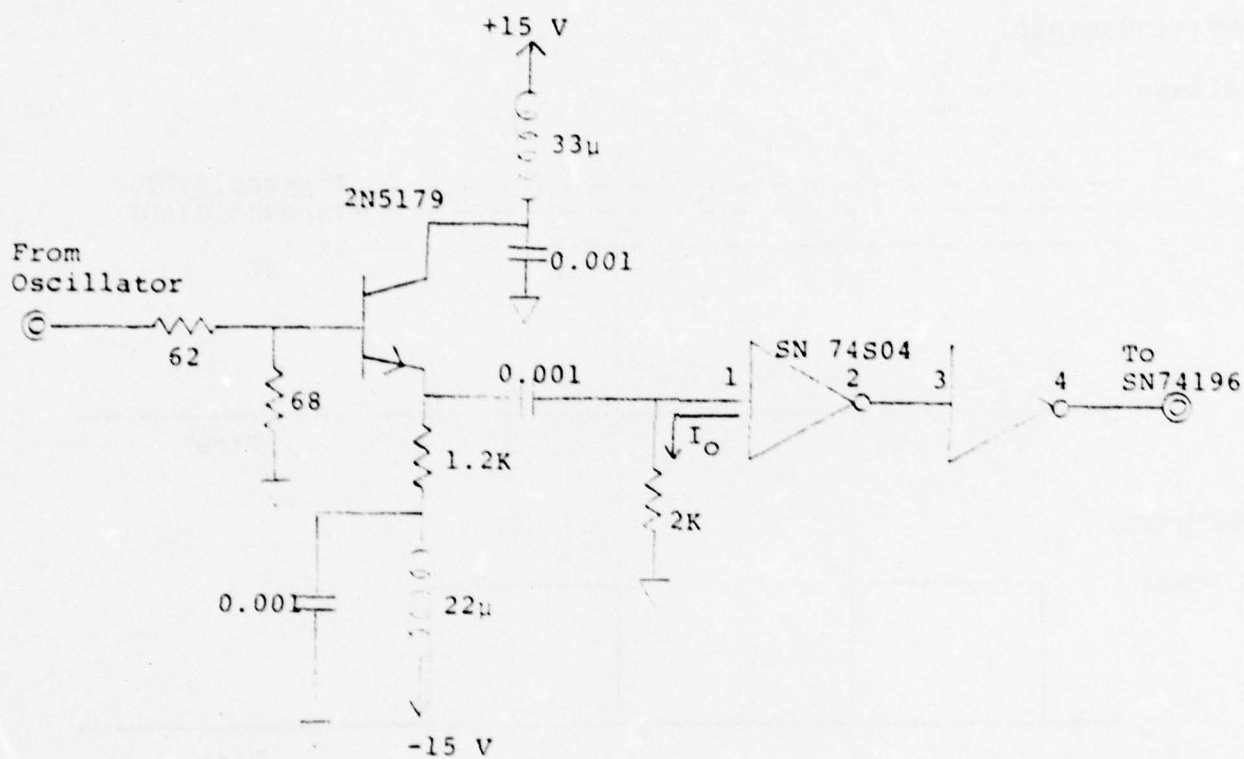 +15 V
33µ
2N5179
0.001
From
Oscillator
62
68
1.2K
0.001
1
SN 74S04
2
3
4
To
SN74196
I_O
2K
0.001
22µ
-15 V